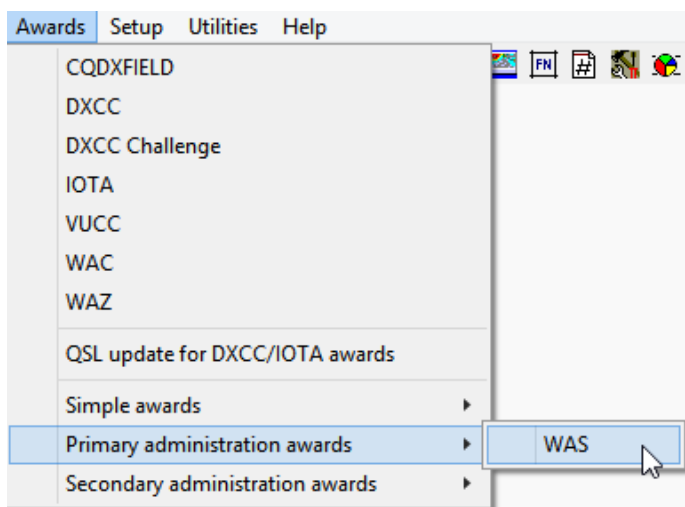 Awards Setup Utilities Help
FN #
CQDXFIELD
DXCC
DXCC Challenge
IOTA
VUCC
WAC
WAZ
QSL update for DXCC/IOTA awards
Simple awards
Primary administration awards WAS
Secondary administration awards